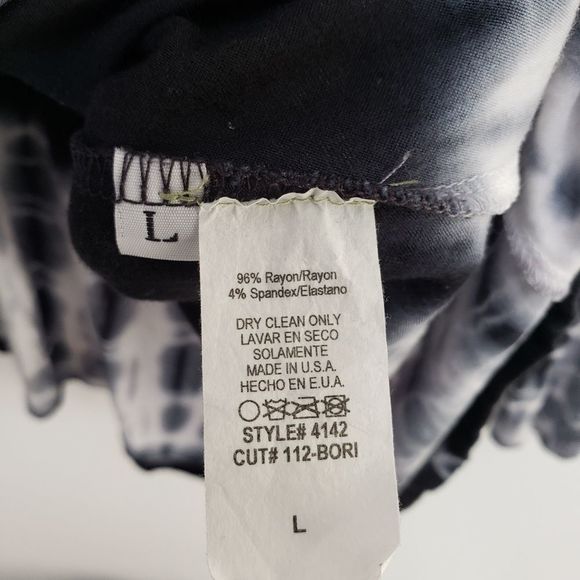 L
96% Rayon/Rayon
4% Spandex/Elastano
DRY CLEAN ONLY
LAVAR EN SECO
SOLAMENTE
MADE IN U.S.A.
HECHO EN E.U.A.
STYLE# 4142
CUT# 112-BORI
L